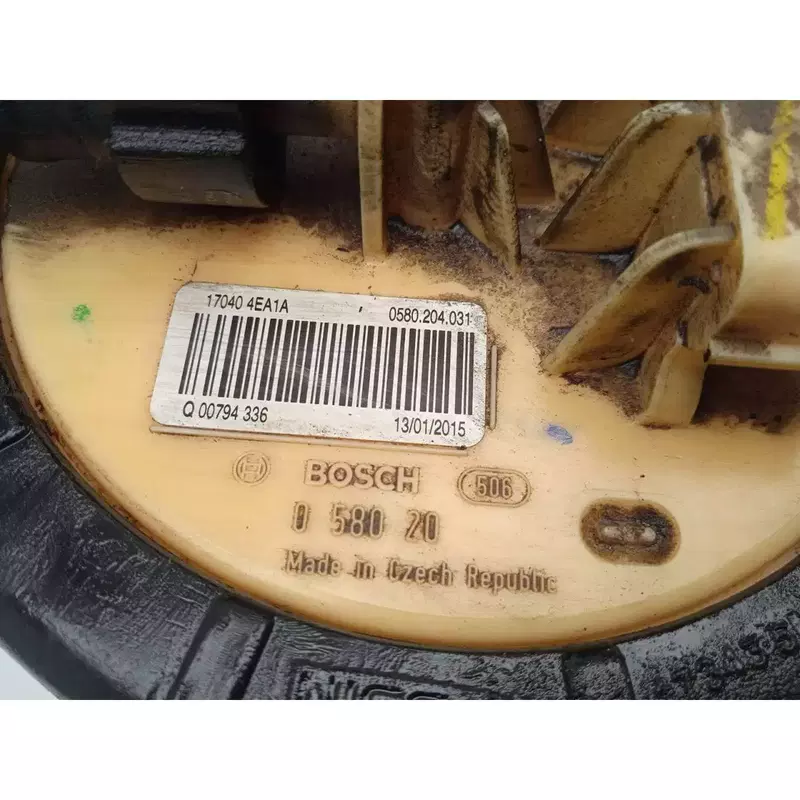 17040 4EA1A 0580.204.031
Q 00794 336 13/01/2015
BOSCH 506
0 580 20
Made in Czech Republic